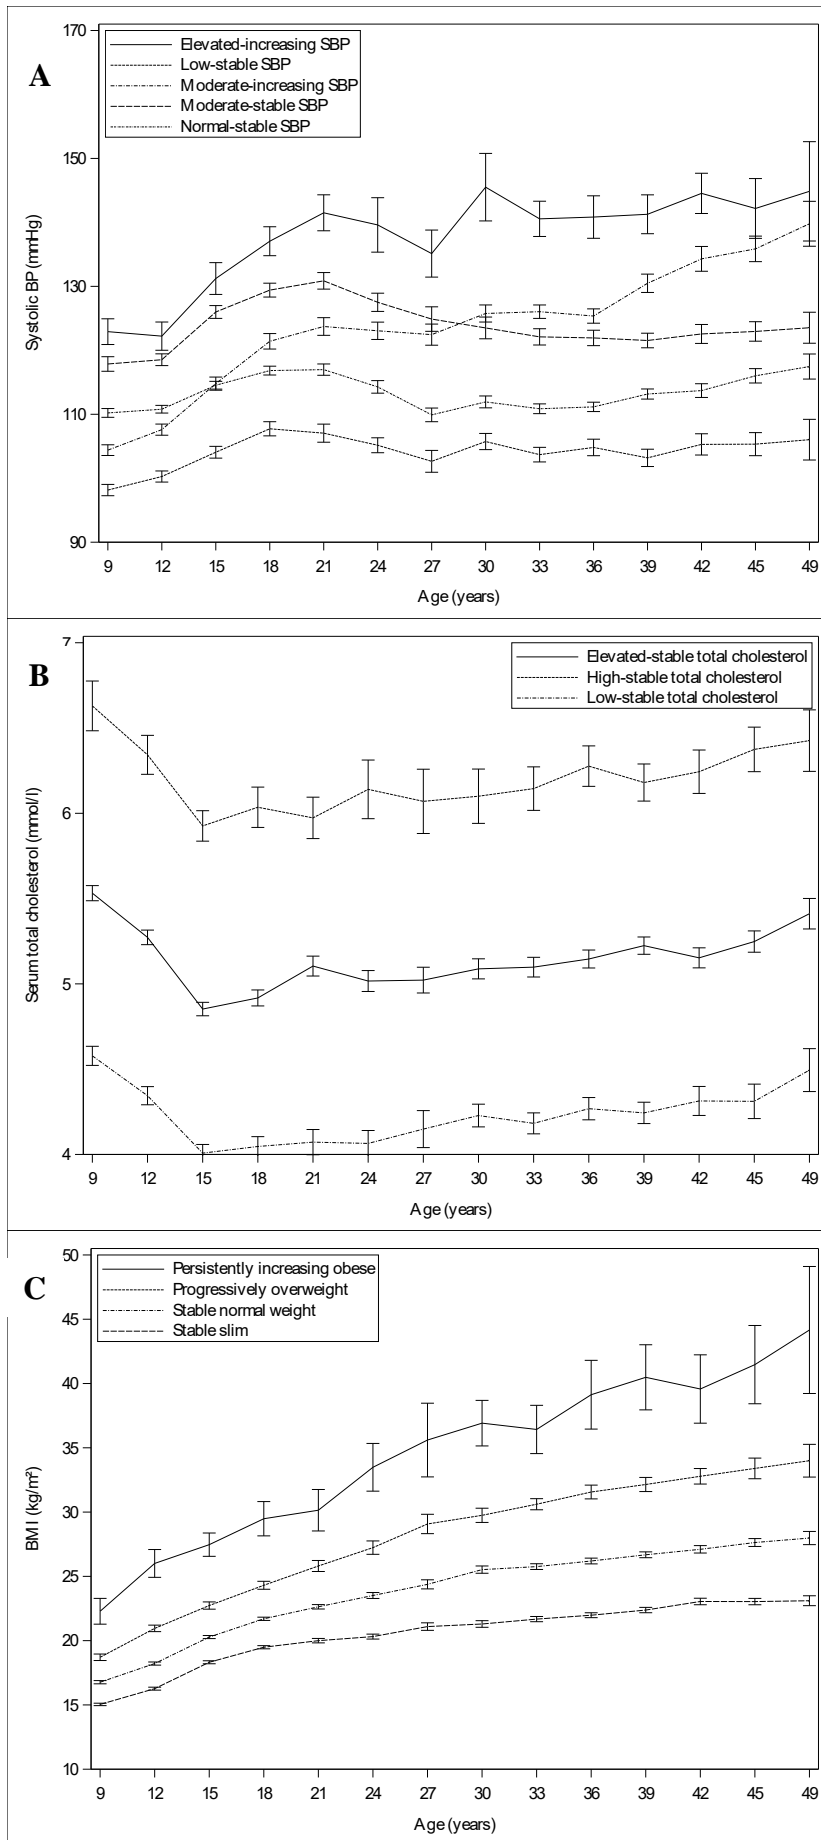 A
Elevated-increasing SBP
Low-stable SBP
Moderate-increasing SBP
Moderate-stable SBP
Normal-stable SBP
170
150
130
110
90
Systolic BP (mmHg)
9 12 15 18 21 24 27 30 33 36 39 42 45 49
Age (years)
B
Elevated-stable total cholesterol
High-stable total cholesterol
Low-stable total cholesterol
7
6
5
4
Serum total cholesterol (mmol/l)
9 12 15 18 21 24 27 30 33 36 39 42 45 49
Age (years)
C
Persistently increasing obese
Progressively overweight
Stable normal weight
Stable slim
50
45
40
35
30
25
20
15
10
BMI (kg/m²)
9 12 15 18 21 24 27 30 33 36 39 42 45 49
Age (years)